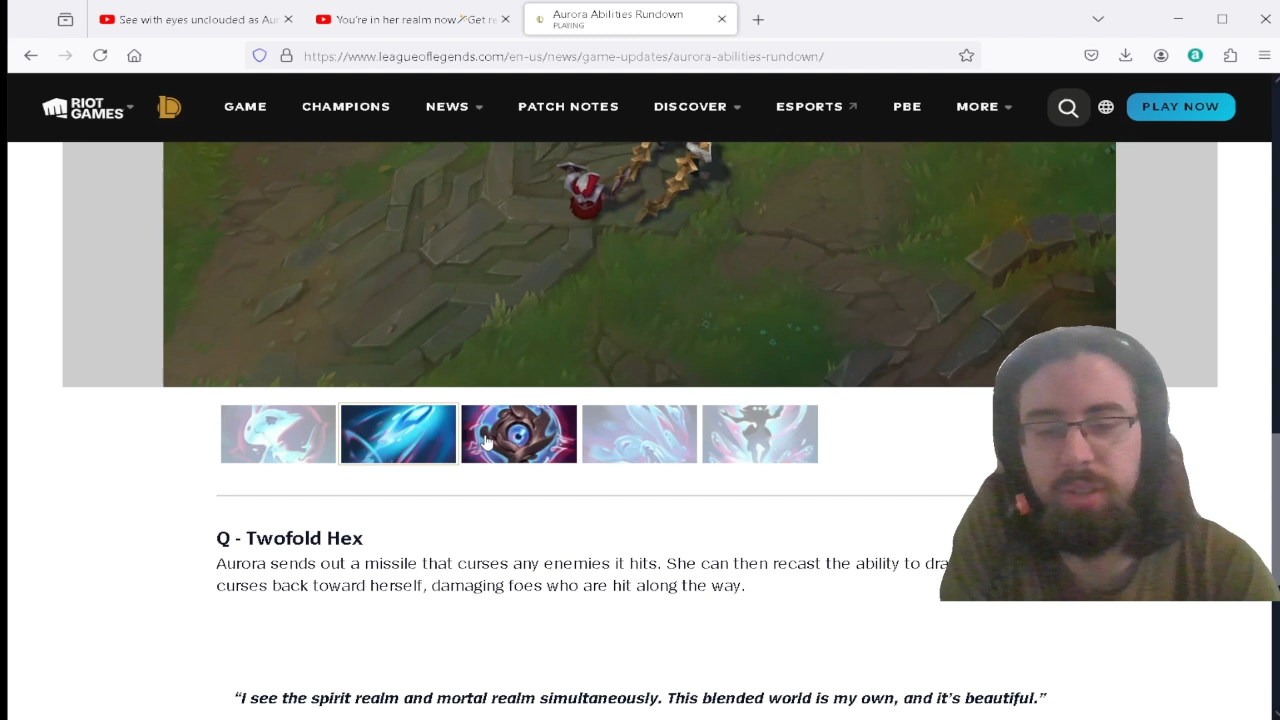 See with eyes unclouded as Au
You're in her realm now. Get re
Aurora Abilities Rundown
PLAYING
https://www.leagueoflegends.com/en-us/news/game-updates/aurora-abilities-rundown/
RIOT GAMES GAME CHAMPIONS NEWS PATCH NOTES DISCOVER ESPORTS PBE MORE PLAY NOW
Q - Twofold Hex
Aurora sends out a missile that curses any enemies it hits. She can then recast the ability to dra
curses back toward herself, damaging foes who are hit along the way.
“I see the spirit realm and mortal realm simultaneously. This blended world is my own, and it’s beautiful.”